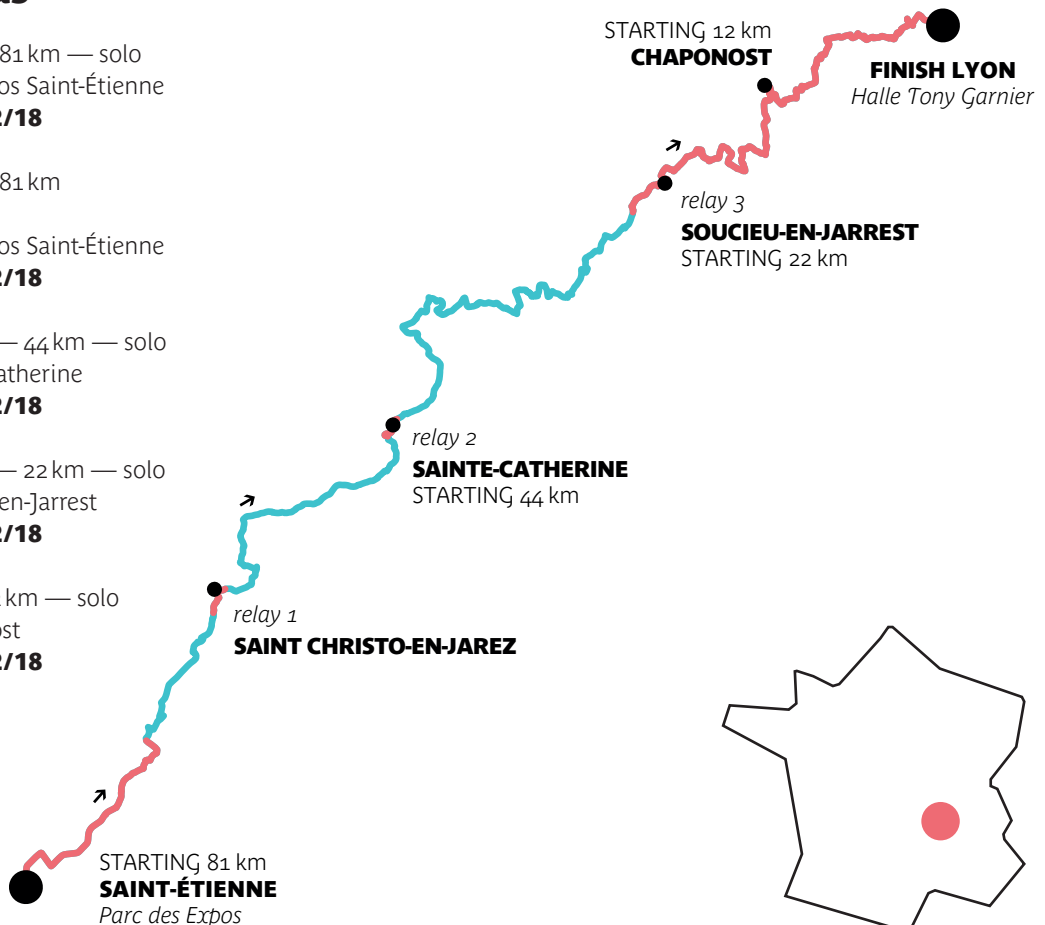 81 km — solo
os Saint-Étienne
2/18
81 km
os Saint-Étienne
2/18
— 44 km — solo
atherine
2/18
— 22 km — solo
en-Jarrest
2/18
km — solo
ost
2/18
STARTING 12 km
CHAPONOST
FINISH LYON
Halle Tony Garnier
relay 3
SOUCIEU-EN-JARREST
STARTING 22 km
relay 2
SAINTE-CATHERINE
STARTING 44 km
relay 1
SAINT CHRISTO-EN-JAREZ
STARTING 81 km
SAINT-ÉTIENNE
Parc des Expos